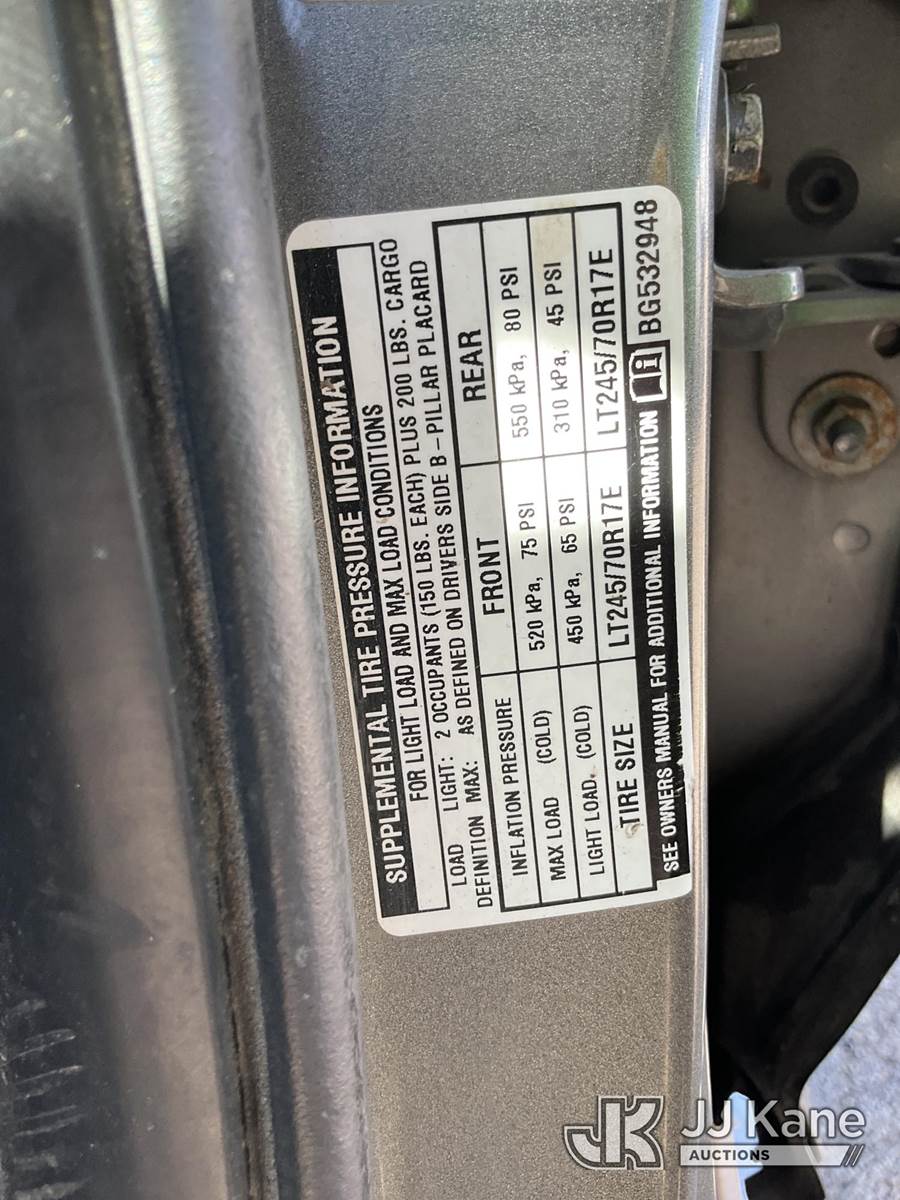 SUPPLEMENTAL TIRE PRESSURE INFORMATION
FOR LIGHT LOAD AND MAX LOAD CONDITIONS
LOAD LIGHT: 2 OCCUPANTS (150 LBS. EACH) PLUS 200 LBS. CARGO
DEFINITION MAX: AS DEFINED ON DRIVERS SIDE B-PILLAR PLACARD
INFLATION PRESSURE FRONT REAR
MAX LOAD (COLD) 520 kPa, 75 PSI 550 kPa, 80 PSI
LIGHT LOAD (COLD) 450 kPa, 65 PSI 310 kPa, 45 PSI
TIRE SIZE LT245/70R17E LT245/70R17E
SEE OWNERS MANUAL FOR ADDITIONAL INFORMATION i BG532948
JK JJ Kane
AUCTIONS